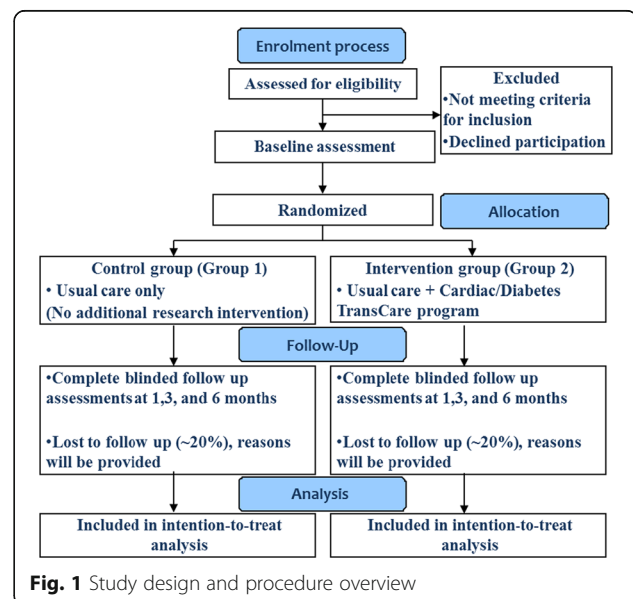 Enrolment process
Assessed for eligibility
Excluded
•Not meeting criteria
for inclusion
•Declined participation
Baseline assessment
Randomized
Allocation
Control group (Group 1)
• Usual care only
(No additional research intervention)
Intervention group (Group 2)
• Usual care + Cardiac/Diabetes
TransCare program
Follow-Up
•Complete blinded follow up
assessments at 1,3, and 6 months
•Lost to follow up (~20%), reasons
will be provided
•Complete blinded follow up
assessments at 1,3, and 6 months
•Lost to follow up (~20%), reasons
will be provided
Analysis
Included in intention-to-treat
analysis
Included in intention-to-treat
analysis
Fig. 1 Study design and procedure overview